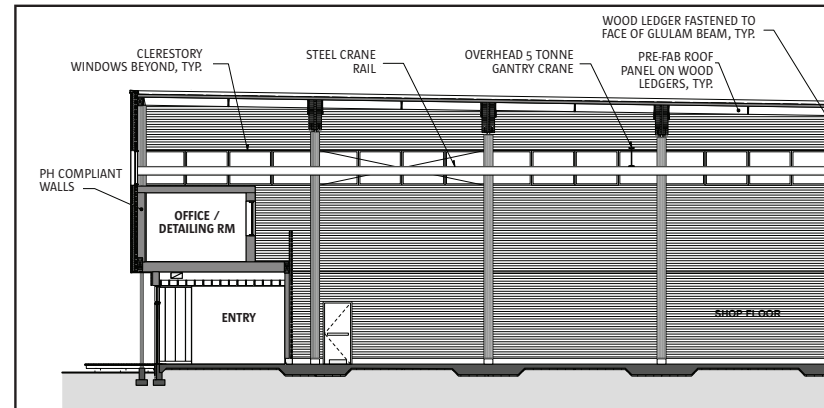 WOOD LEDGER FASTENED TO
FACE OF GLULAM BEAM, TYP.
CLERESTORY
WINDOWS BEYOND, TYP.
STEEL CRANE
RAIL
OVERHEAD 5 TONNE
GANTRY CRANE
PRE-FAB ROOF
PANEL ON WOOD
LEDGERS, TYP.
PH COMPLIANT
WALLS
OFFICE /
DETAILING RM
ENTRY
SHOP FLOOR